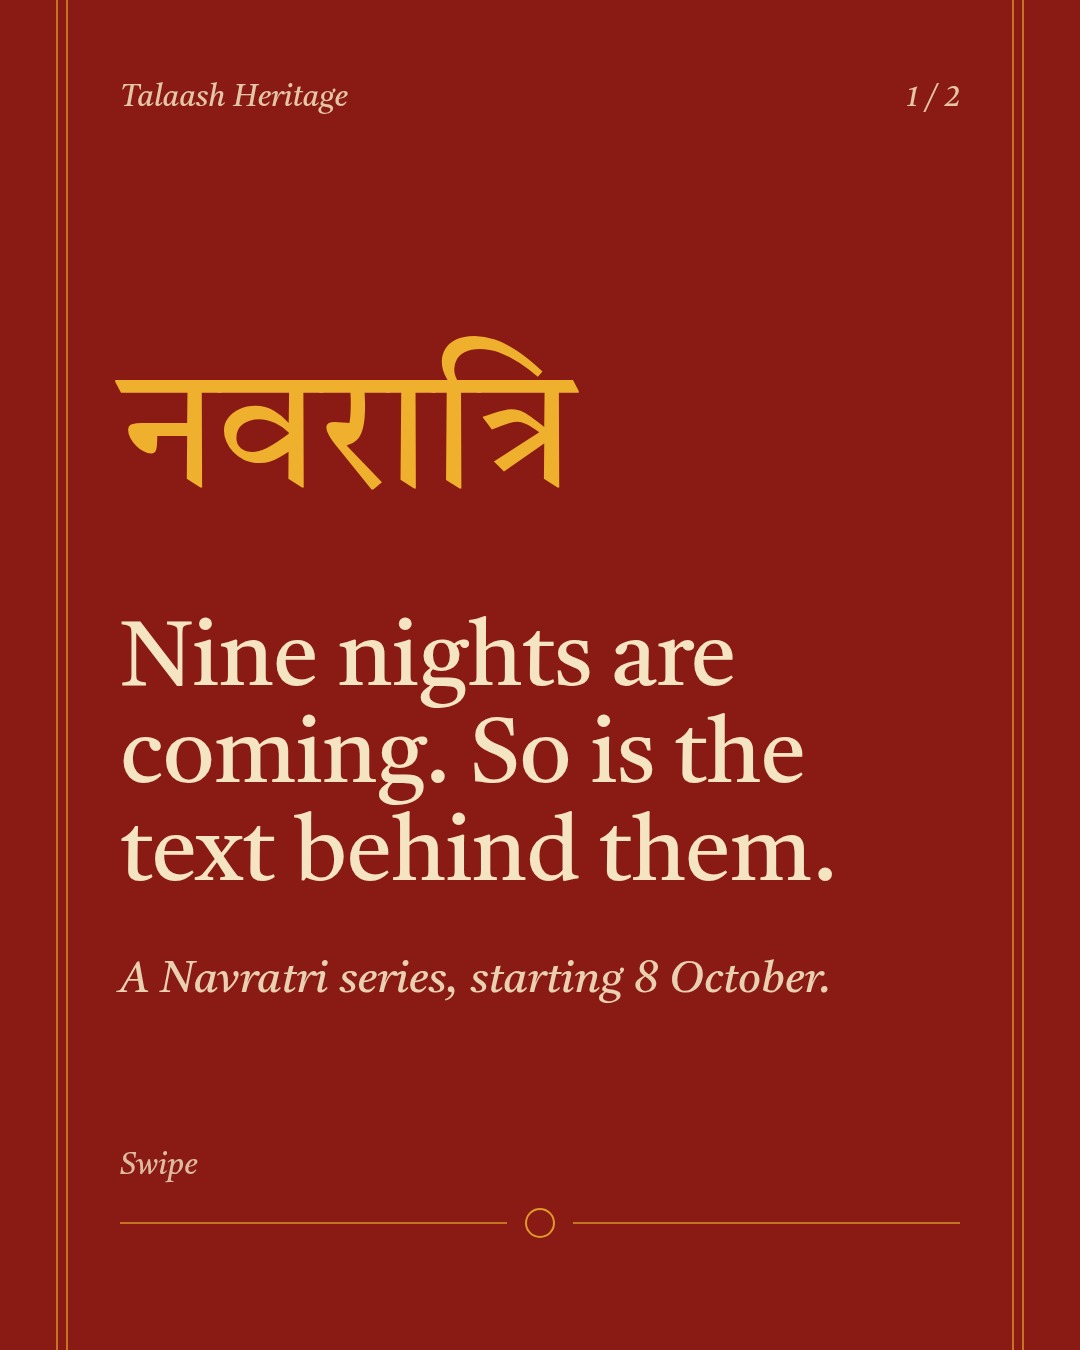 Talaash Heritage
1 / 2
नवरात्रि
Nine nights are
coming. So is the
text behind them.
A Navratri series, starting 8 October.
Swipe